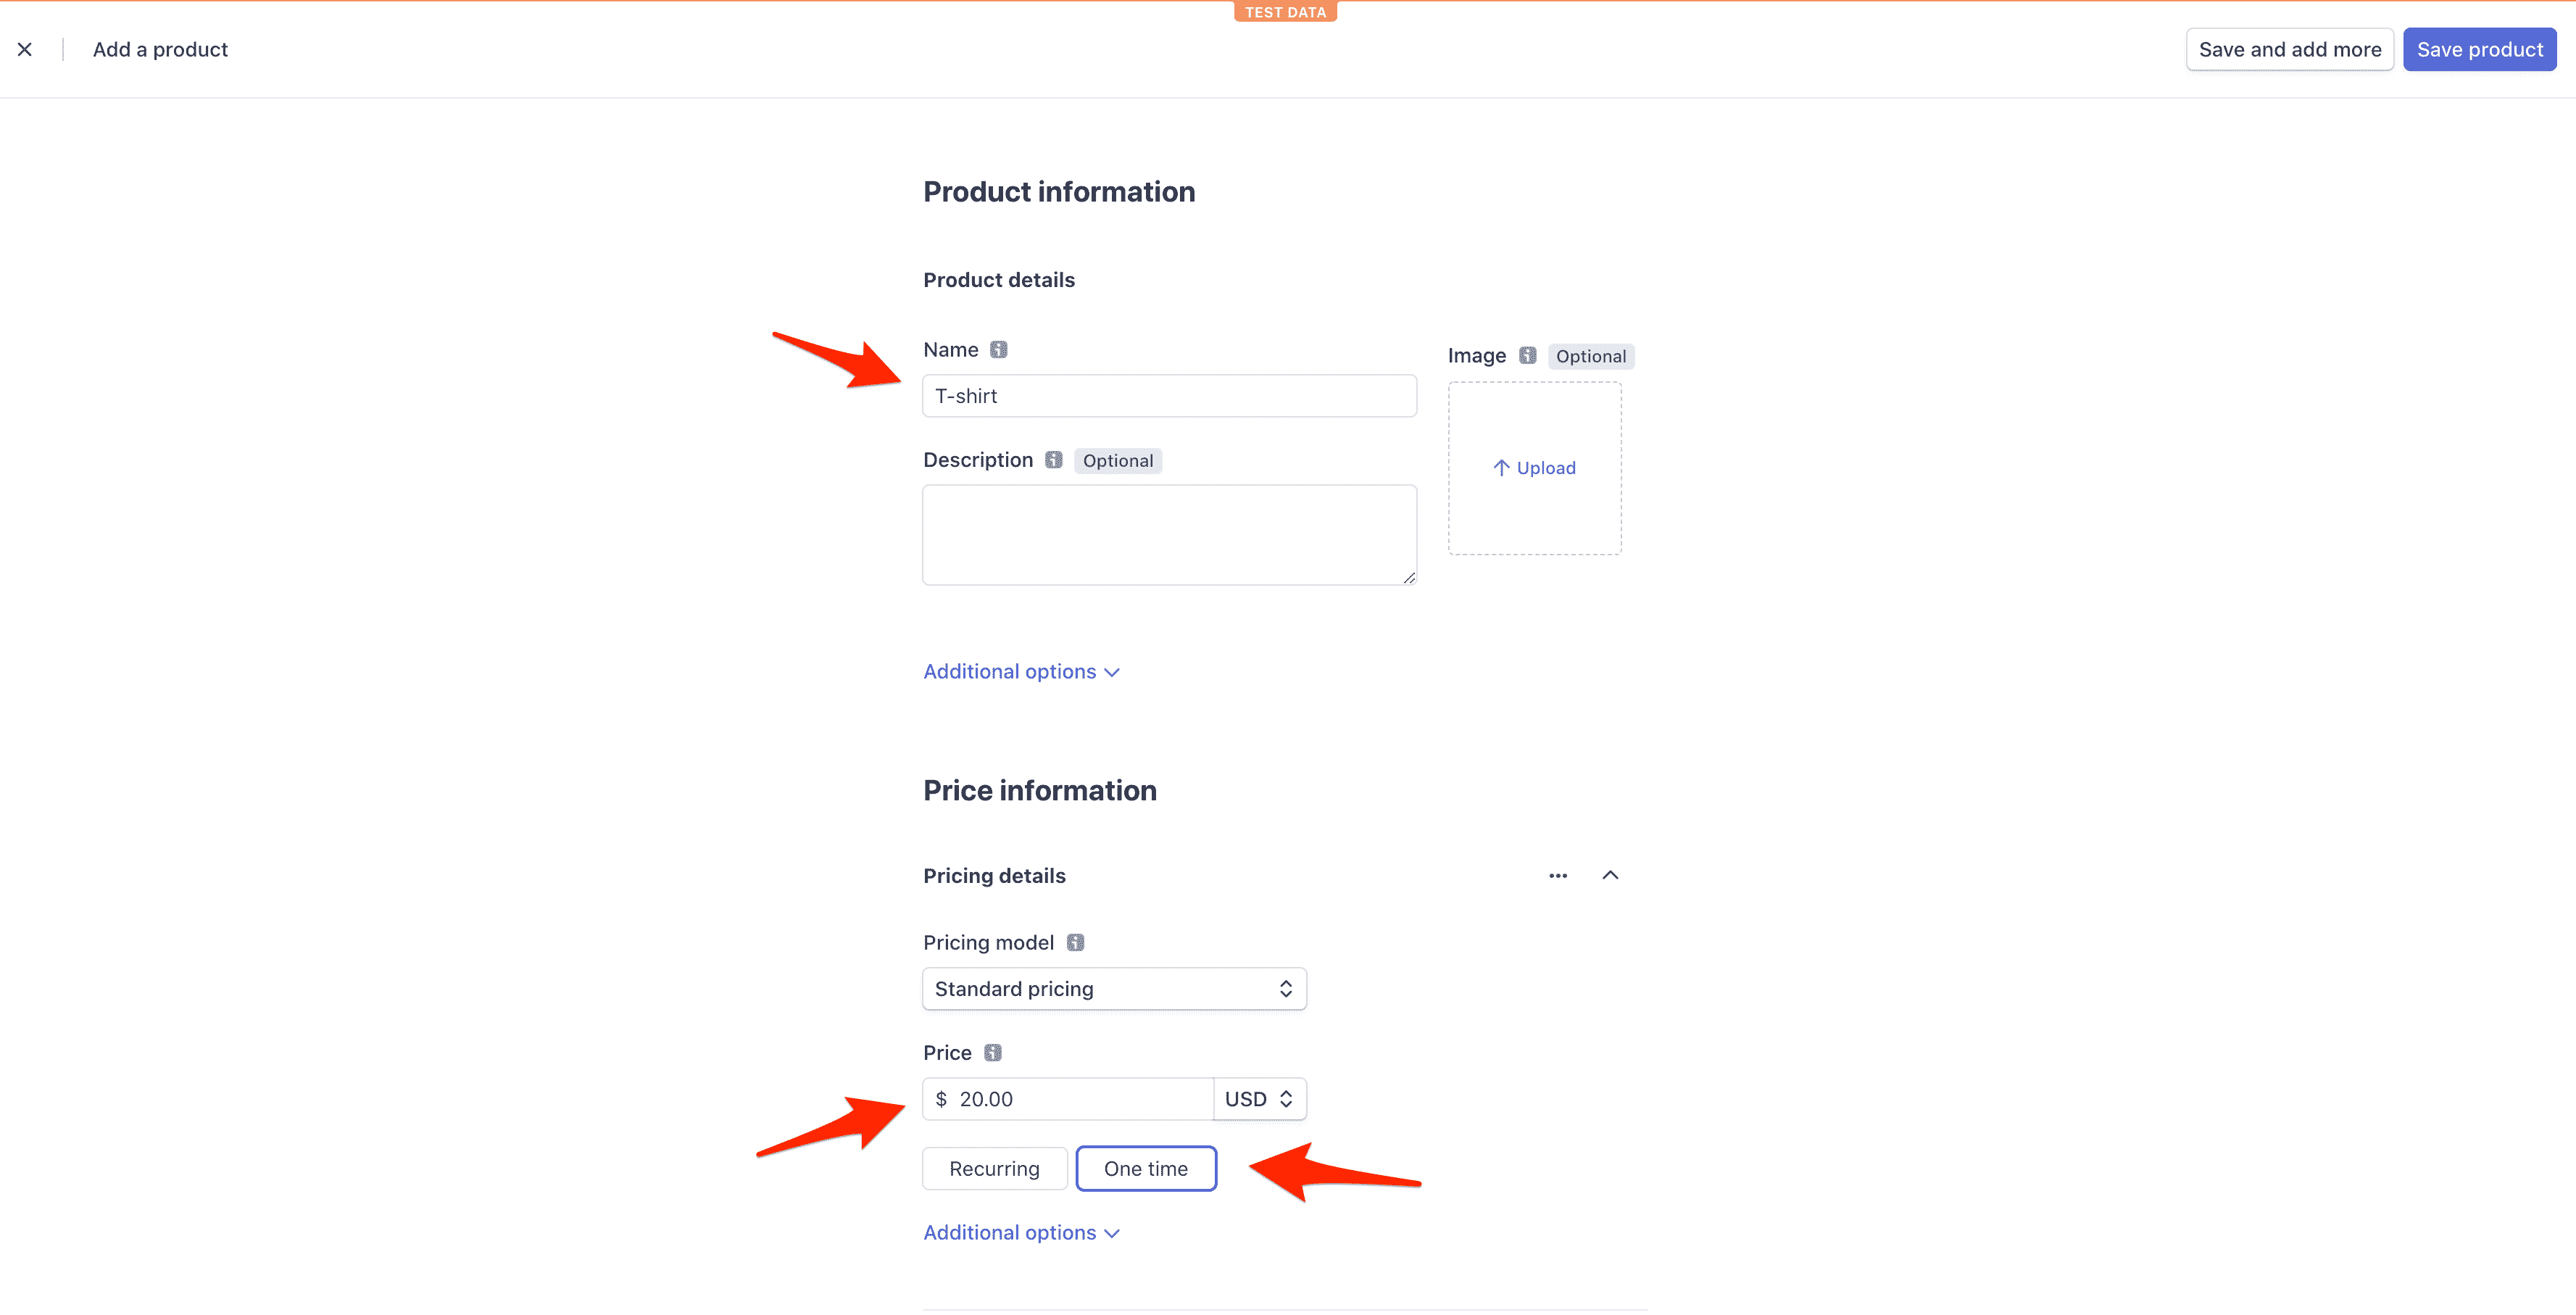 TEST DATA
Add a product
Save and add more
Save product
Product information
Product details
Name
Image Optional
T-shirt
Description Optional
Upload
Additional options
Price information
Pricing details
Pricing model
Standard pricing
Price
$ 20.00 USD
Recurring One time
Additional options